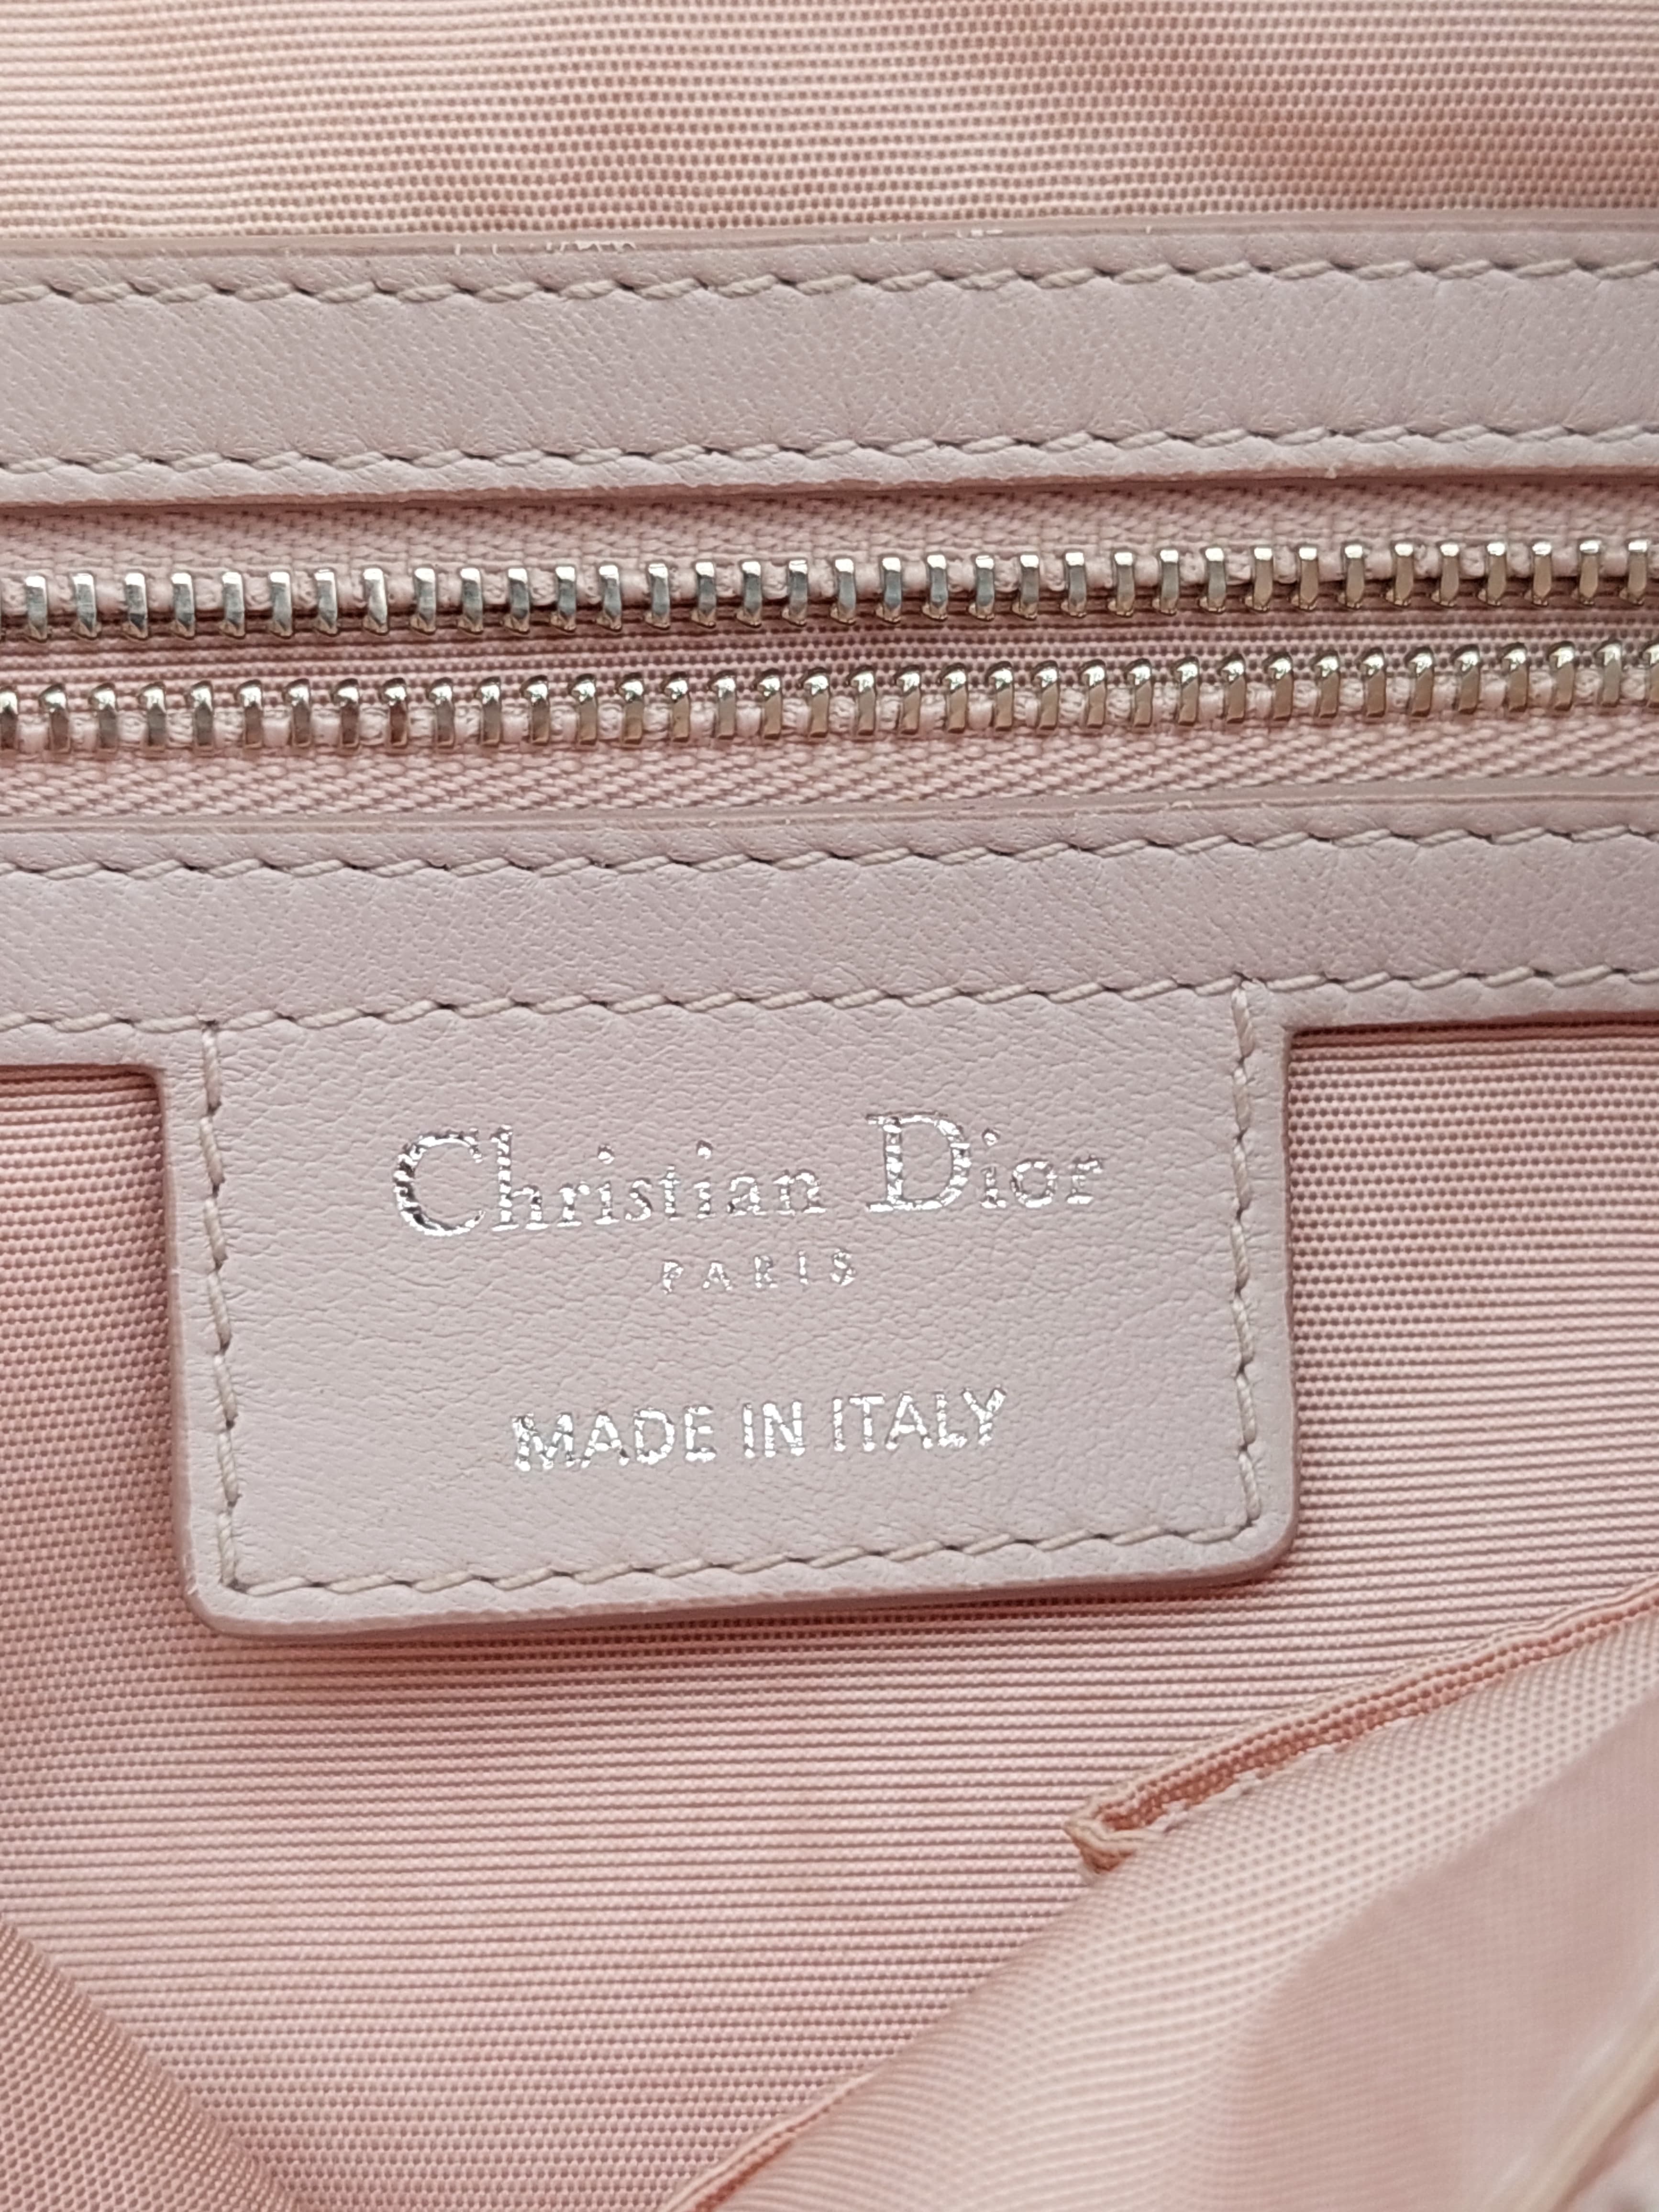 Christian Dior
PARIS
MADE IN ITALY